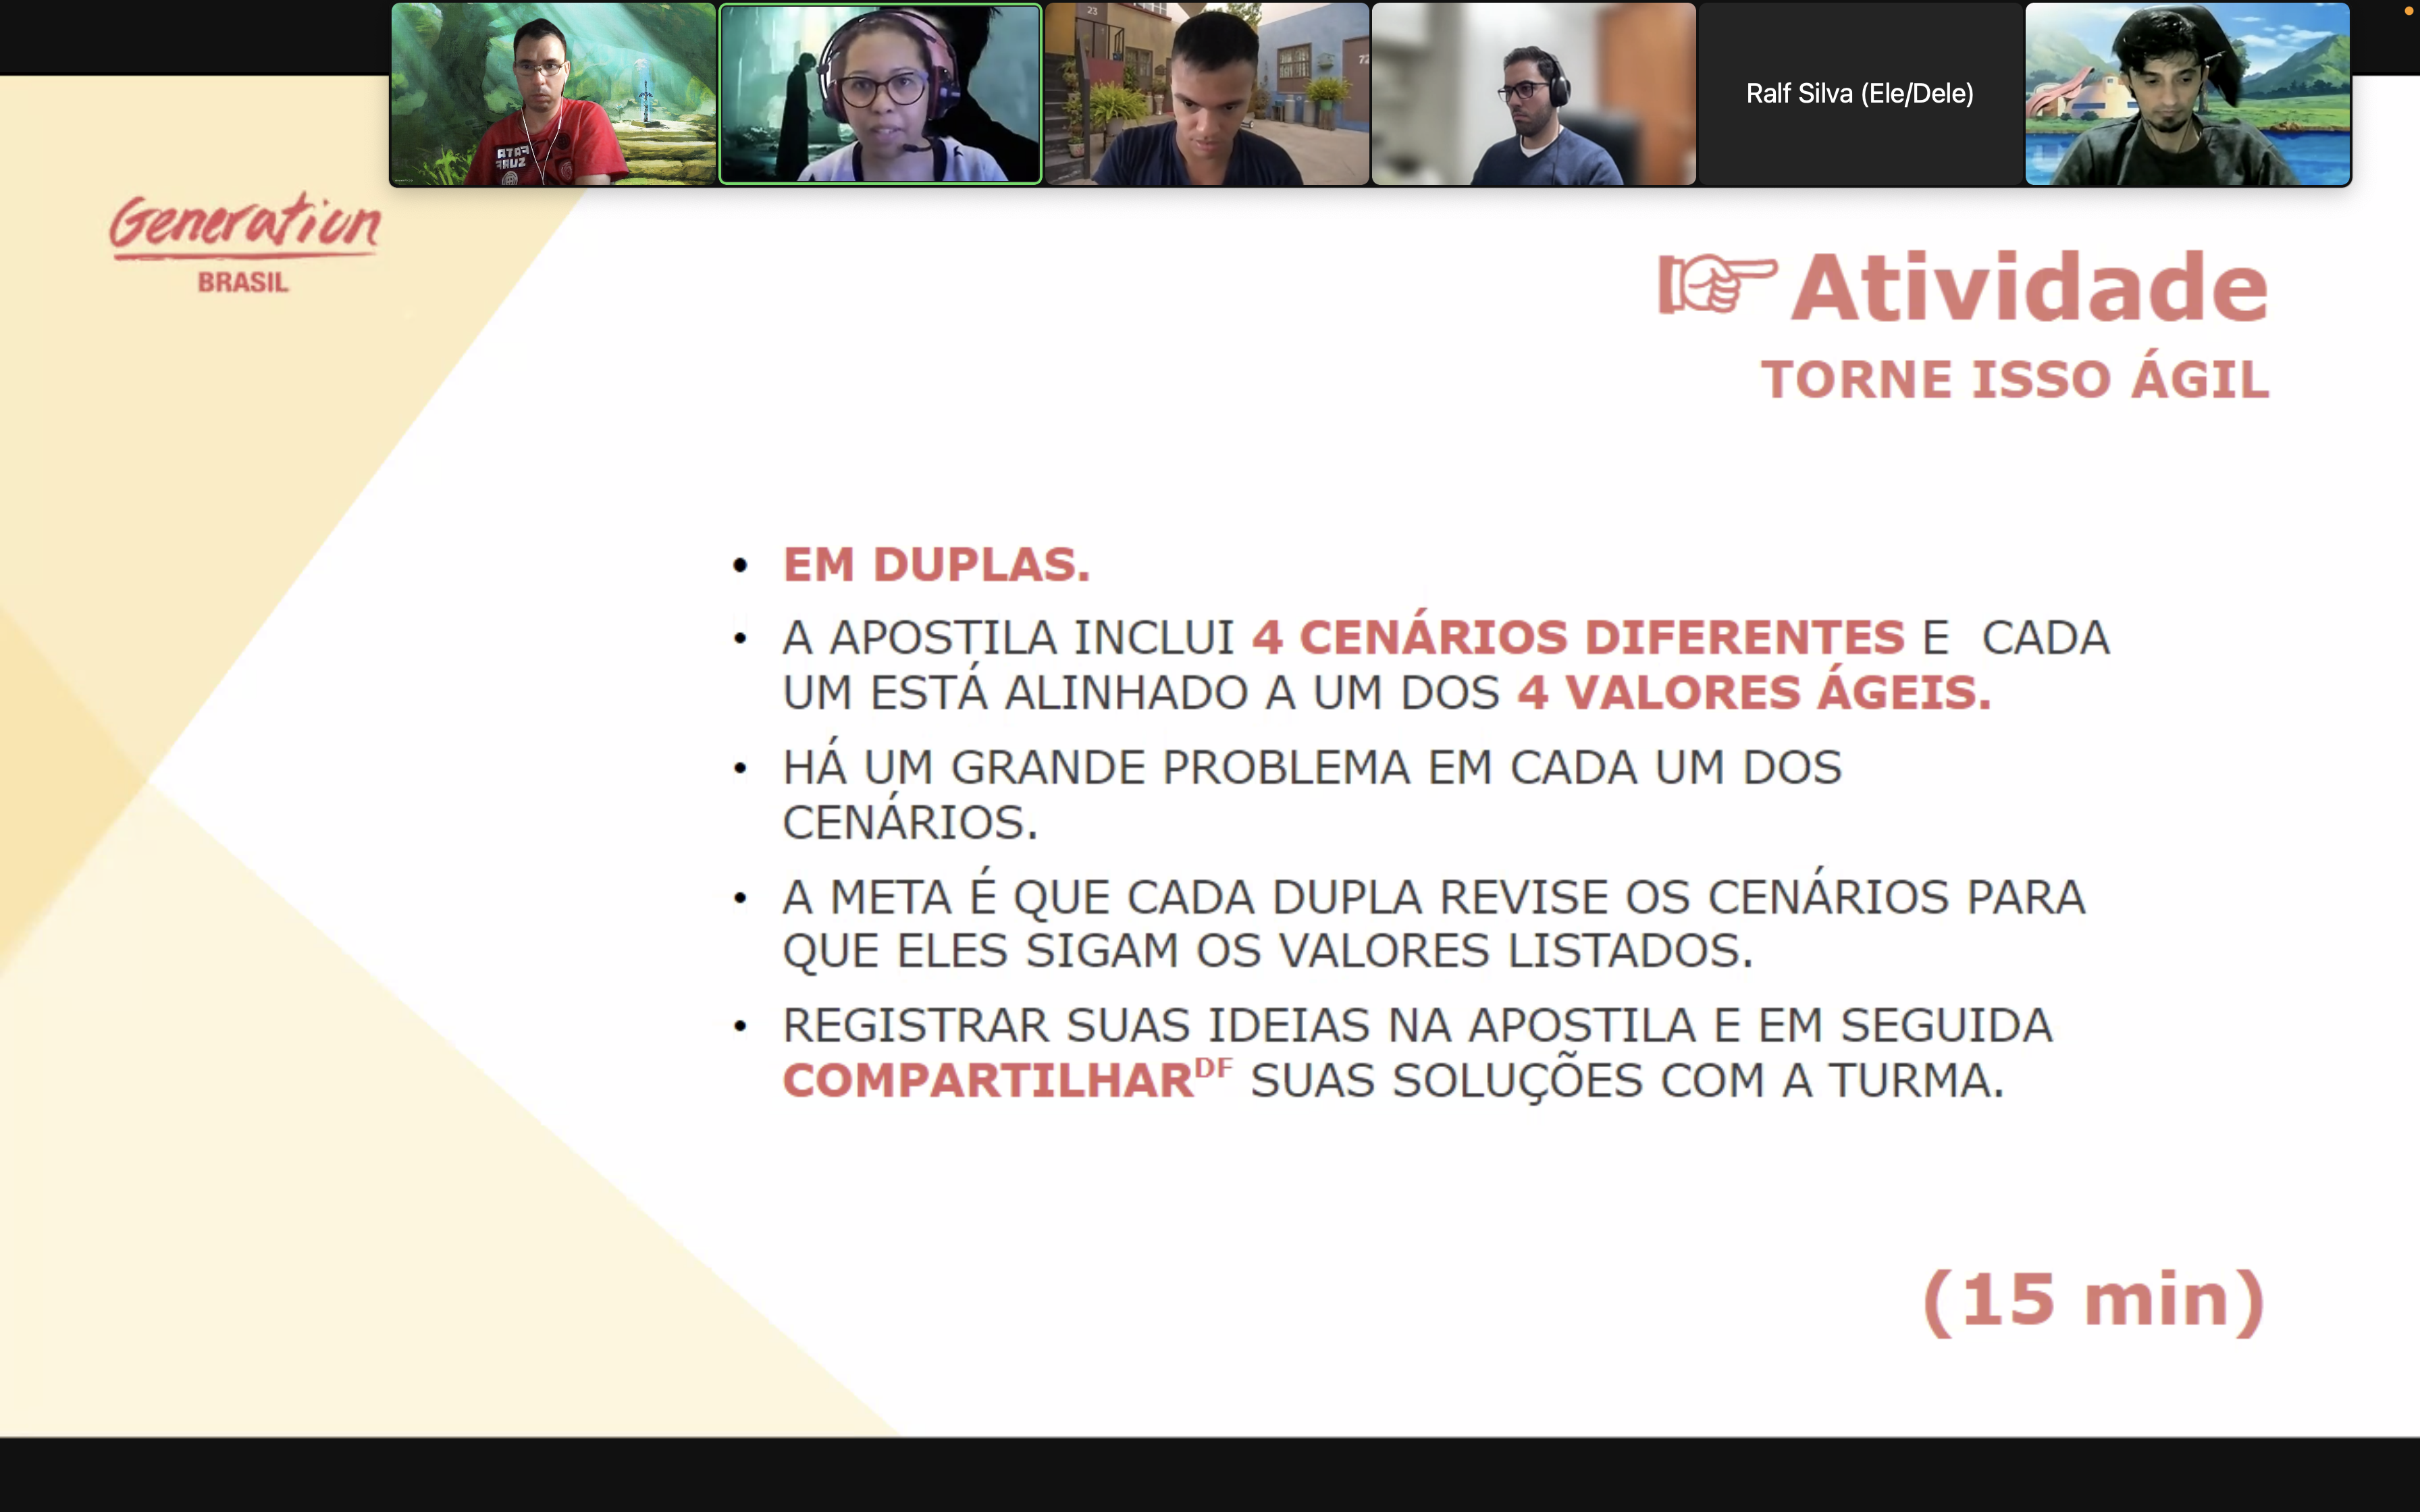 23
72
Ralf Silva (Ele/Dele)
Generation
BRASIL
Atividade
TORNE ISSO ÁGIL
• EM DUPLAS.
• A APOSTILA INCLUI 4 CENÁRIOS DIFERENTES E CADA
UM ESTÁ ALINHADO A UM DOS 4 VALORES ÁGEIS.
• HÁ UM GRANDE PROBLEMA EM CADA UM DOS
CENÁRIOS.
• A META É QUE CADA DUPLA REVISE OS CENÁRIOS PARA
QUE ELES SIGAM OS VALORES LISTADOS.
• REGISTRAR SUAS IDEIAS NA APOSTILA E EM SEGUIDA
COMPARTILHARDF SUAS SOLUÇÕES COM A TURMA.
(15 min)